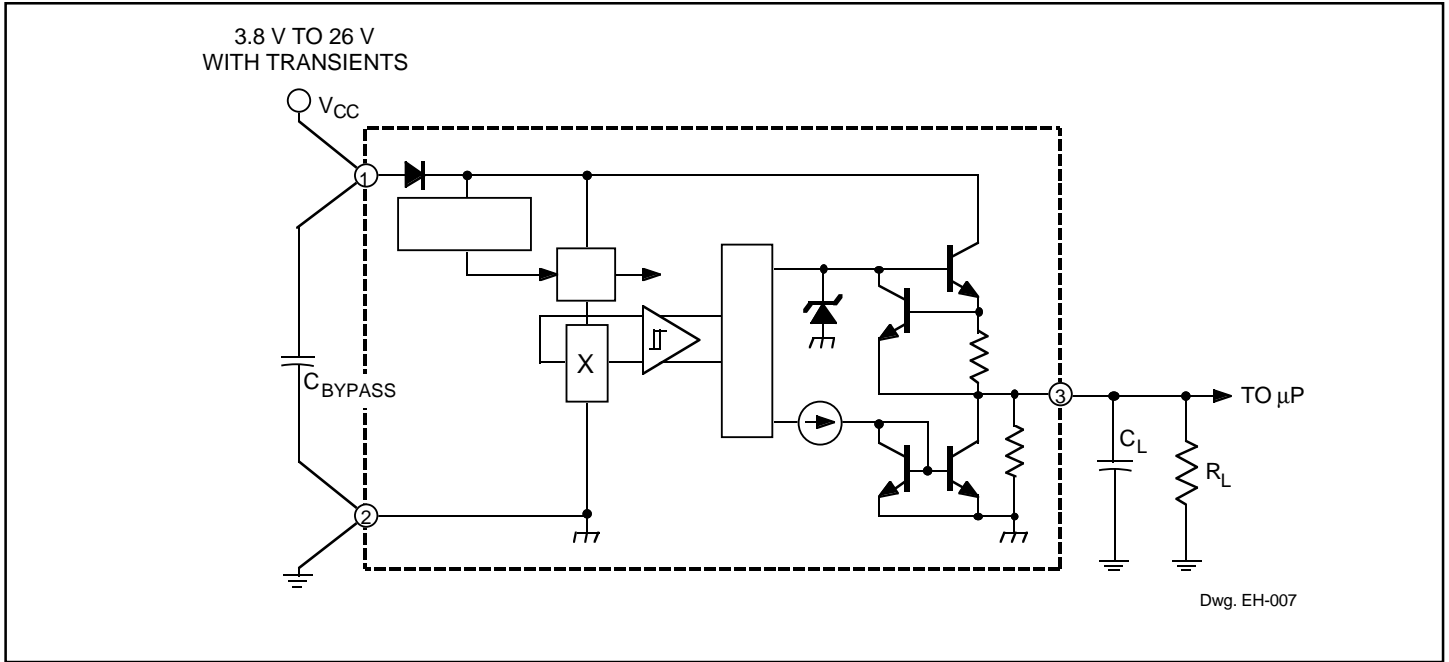 3.8 V TO 26 V
WITH TRANSIENTS
VCC
1
X
CBYPASS
3
TO µP
CL
RL
2
Dwg. EH-007